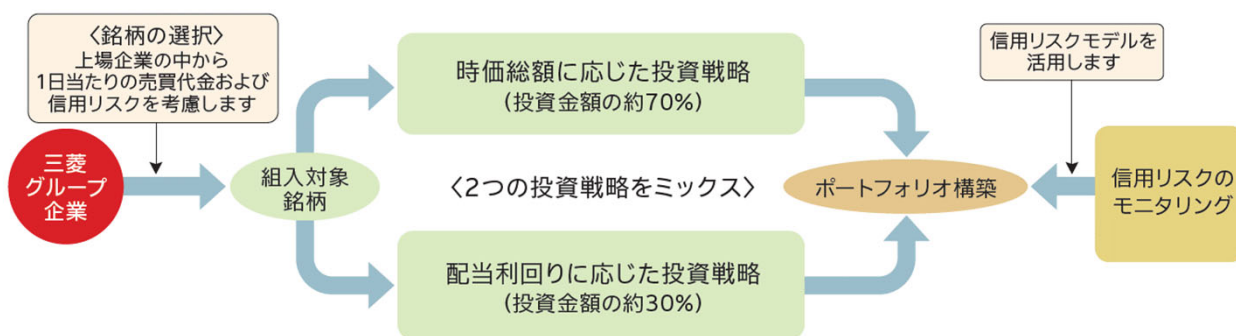 〈銘柄の選択〉
上場企業の中から
1日当たりの売買代金および
信用リスクを考慮します
三菱
グループ
企業
組入対象
銘柄
時価総額に応じた投資戦略
(投資金額の約70%)
〈2つの投資戦略をミックス〉
配当利回りに応じた投資戦略
(投資金額の約30%)
ポートフォリオ構築
信用リスクモデルを
活用します
信用リスクの
モニタリング